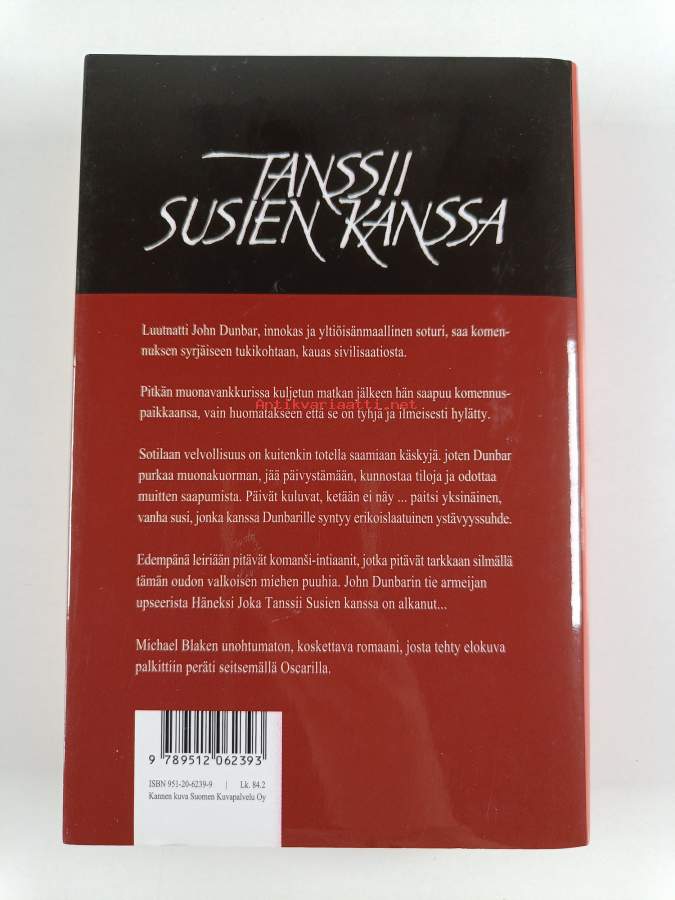 TANSSII
SUSIEN KANSSA
Luutnatti John Dunbar, innokas ja yltiöisänmaallinen soturi, saa komen-
nuksen syrjäiseen tukikohtaan, kauas sivilisaatiosta.
Pitkän muonavankkurissa kuljetun matkan jälkeen hän saapuu komennus-
Antikvariaatti.net
paikkaansa, vain huomatakseen että se on tyhjä ja ilmeisesti hylätty.
Sotilaan velvollisuus on kuitenkin totella saamiaan käskyjä. joten Dunbar
purkaa muonakuorman, jää päivystämään, kunnostaa tiloja ja odottaa
muitten saapumista. Päivät kuluvat, ketään ei näy ... paitsi yksinäinen,
vanha susi, jonka kanssa Dunbarille syntyy erikoislaatuinen ystävyyssuhde.
Edempänä leiriään pitävät komanši-intiaanit, jotka pitävät tarkkaan silmällä
tämän oudon valkoisen miehen puuhia. John Dunbarin tie armeijan
upseerista Häneksi Joka Tanssii Susien kanssa on alkanut...
Michael Blaken unohtumaton, koskettava romaani, josta tehty elokuva
palkittiin peräti seitsemällä Oscarilla.
9 789512 062393
ISBN 951-20-6239-9 | Lk. 84.2
Kannen kuva Suomen Kuvapalvelu Oy